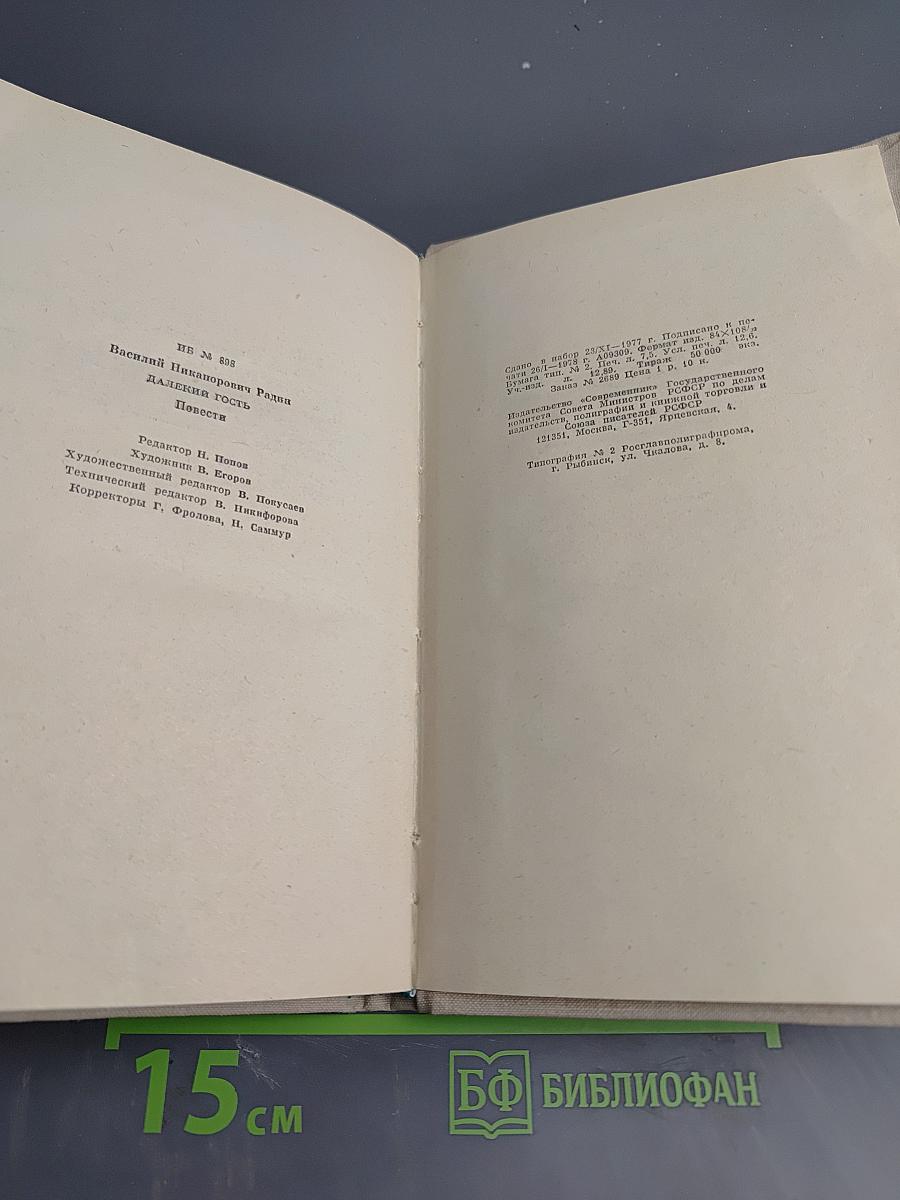 ИБ № 898
Василий Никанорович Радин
ДАЛЕКИЙ ГОСТЬ
Повести
Редактор Н. Попов
Художник В. Егоров
Художественный редактор В. Покусаев
Технический редактор В. Никифорова
Корректоры Г. Фролова, Н. Саммур
Сдано в набор 23/XI—1977 г. Подписано к пе-
чати 26/I—1978 г. А09309. Формат изд. 84×108/32
Бумага тип. № 2. Печ. л. 7,5. Усл. печ. л. 12,6.
Уч.-изд. л. 12,89. Тираж 50 000 экз.
Заказ № 2689 Цена 1 р. 10 к.
Издательство «Современник» Государственного
комитета Совета Министров РСФСР по делам
издательств, полиграфии и книжной торговли и
Союза писателей РСФСР
121351, Москва, Г-351, Ярцевская, 4.
Типография № 2 Росглавполиграфпрома,
г. Рыбинск, ул. Чкалова, д. 8.
15 см
БФ БИБЛИОФАН